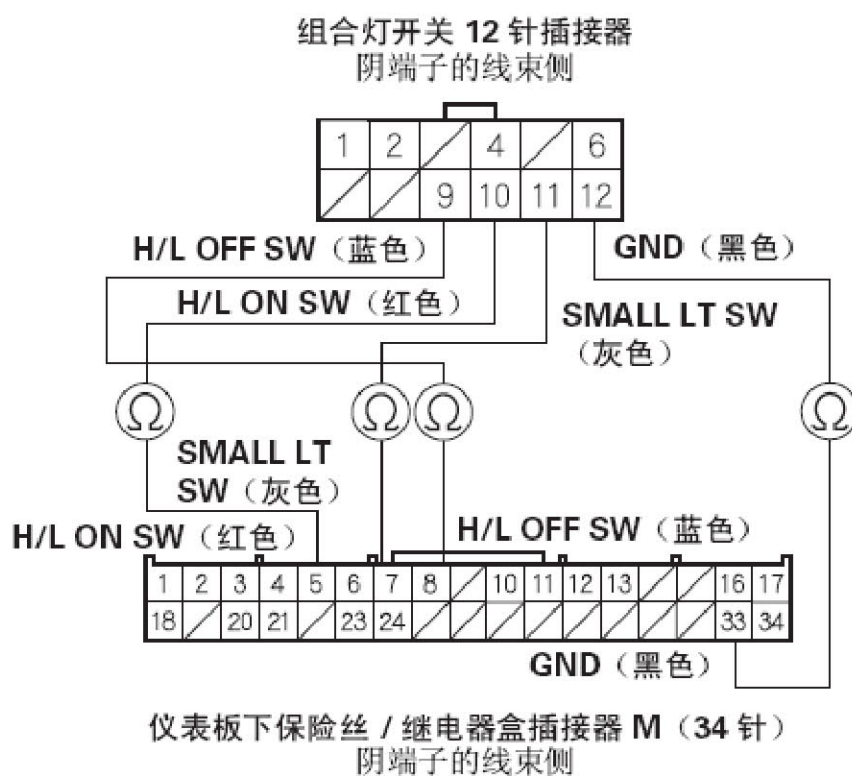 组合灯开关 12 针插接器
阴端子的线束侧
1 2 4 6
9 10 11 12
H/L OFF SW（蓝色）
GND（黑色）
H/L ON SW（红色）
SMALL LT SW
（灰色）
Ω Ω Ω Ω
SMALL LT
SW（灰色）
H/L ON SW（红色）
H/L OFF SW（蓝色）
1 2 3 4 5 6 7 8 10 11 12 13 16 17
18 20 21 23 24 33 34
GND（黑色）
仪表板下保险丝 / 继电器盒插接器 M（34 针）
阴端子的线束侧